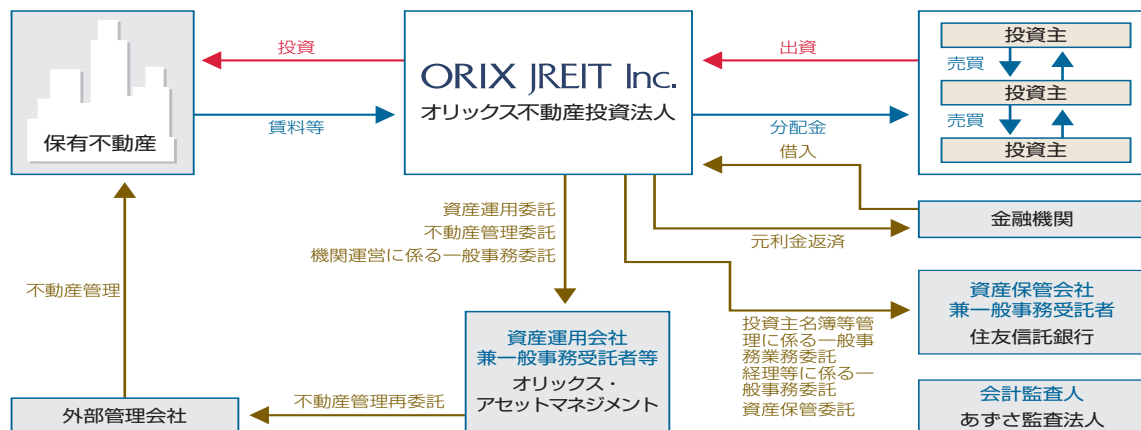 投資
賃料等
保有不動産
ORIX JREIT Inc.
オリックス不動産投資法人
出資
分配金
借入
元利金返済
投資主
売買
投資主
売買
投資主
金融機関
資産運用委託
不動産管理委託
機関運営に係る一般事務委託
不動産管理
資産保管会社
兼一般事務受託者
住友信託銀行
投資主名簿等管
理に係る一般事
務業務委託
経理等に係る一
般事務委託
資産保管委託
資産運用会社
兼一般事務受託者等
オリックス・
アセットマネジメント
不動産管理再委託
外部管理会社
会計監査人
あずさ監査法人